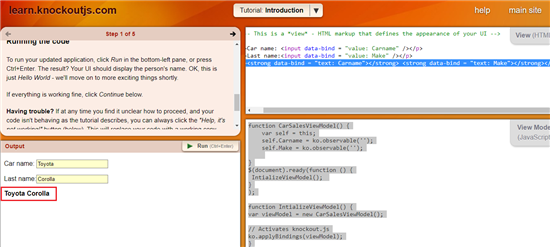 learn.knockoutjs.com
Tutorial: Introduction
help
main site
Step 1 of 5
Running the code
To run your updated application, click Run in the bottom-left pane, or press
Ctrl+Enter. The result? Your UI should display the person's name. OK, this is
just Hello World - we'll move on to more exciting things shortly.
If everything is working fine, click Continue below.
Having trouble? If at any time you find it unclear how to proceed, and your
code isn't behaving as the tutorial describes, you can always click the "Help, it's
not working!" button (below). This will replace your code with a working copy
Output
Run (Ctrl+Enter)
Car name: Toyota
Last name: Corolla
Toyota Corolla
- This is a *view* - HTML markup that defines the appearance of your UI -->
View (HTM
Car name: <input data-bind = "value: Carname" /></p>
Last name:<input data-bind = "value: Make" /></p>
<strong data-bind = "text: Carname"></strong> <strong data-bind = "text: Make"></strong>
View Mode
(JavaScript)
function CarSalesViewModel() {
var self = this;
self.Carname = ko.observable('');
self.Make = ko.observable('');
}
$(document).ready(function () {
IntializeViewModel();
}
);
function IntializeViewModel() {
var viewModel = new CarSalesViewModel();
// Activates knockout.js
ko.applyBindings(viewModel);
}